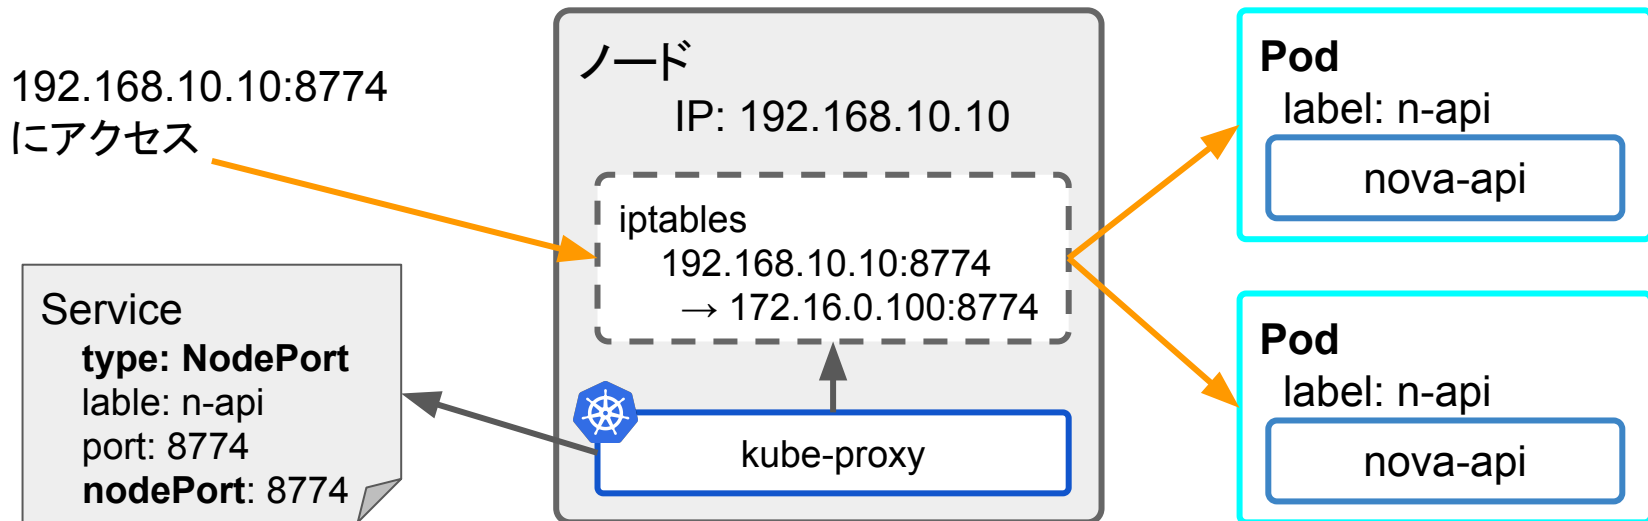 192.168.10.10:8774
にアクセス
Service
type: NodePort
lable: n-api
port: 8774
nodePort: 8774
ノード
IP: 192.168.10.10
iptables
192.168.10.10:8774
→ 172.16.0.100:8774
kube-proxy
Pod
label: n-api
nova-api
Pod
label: n-api
nova-api